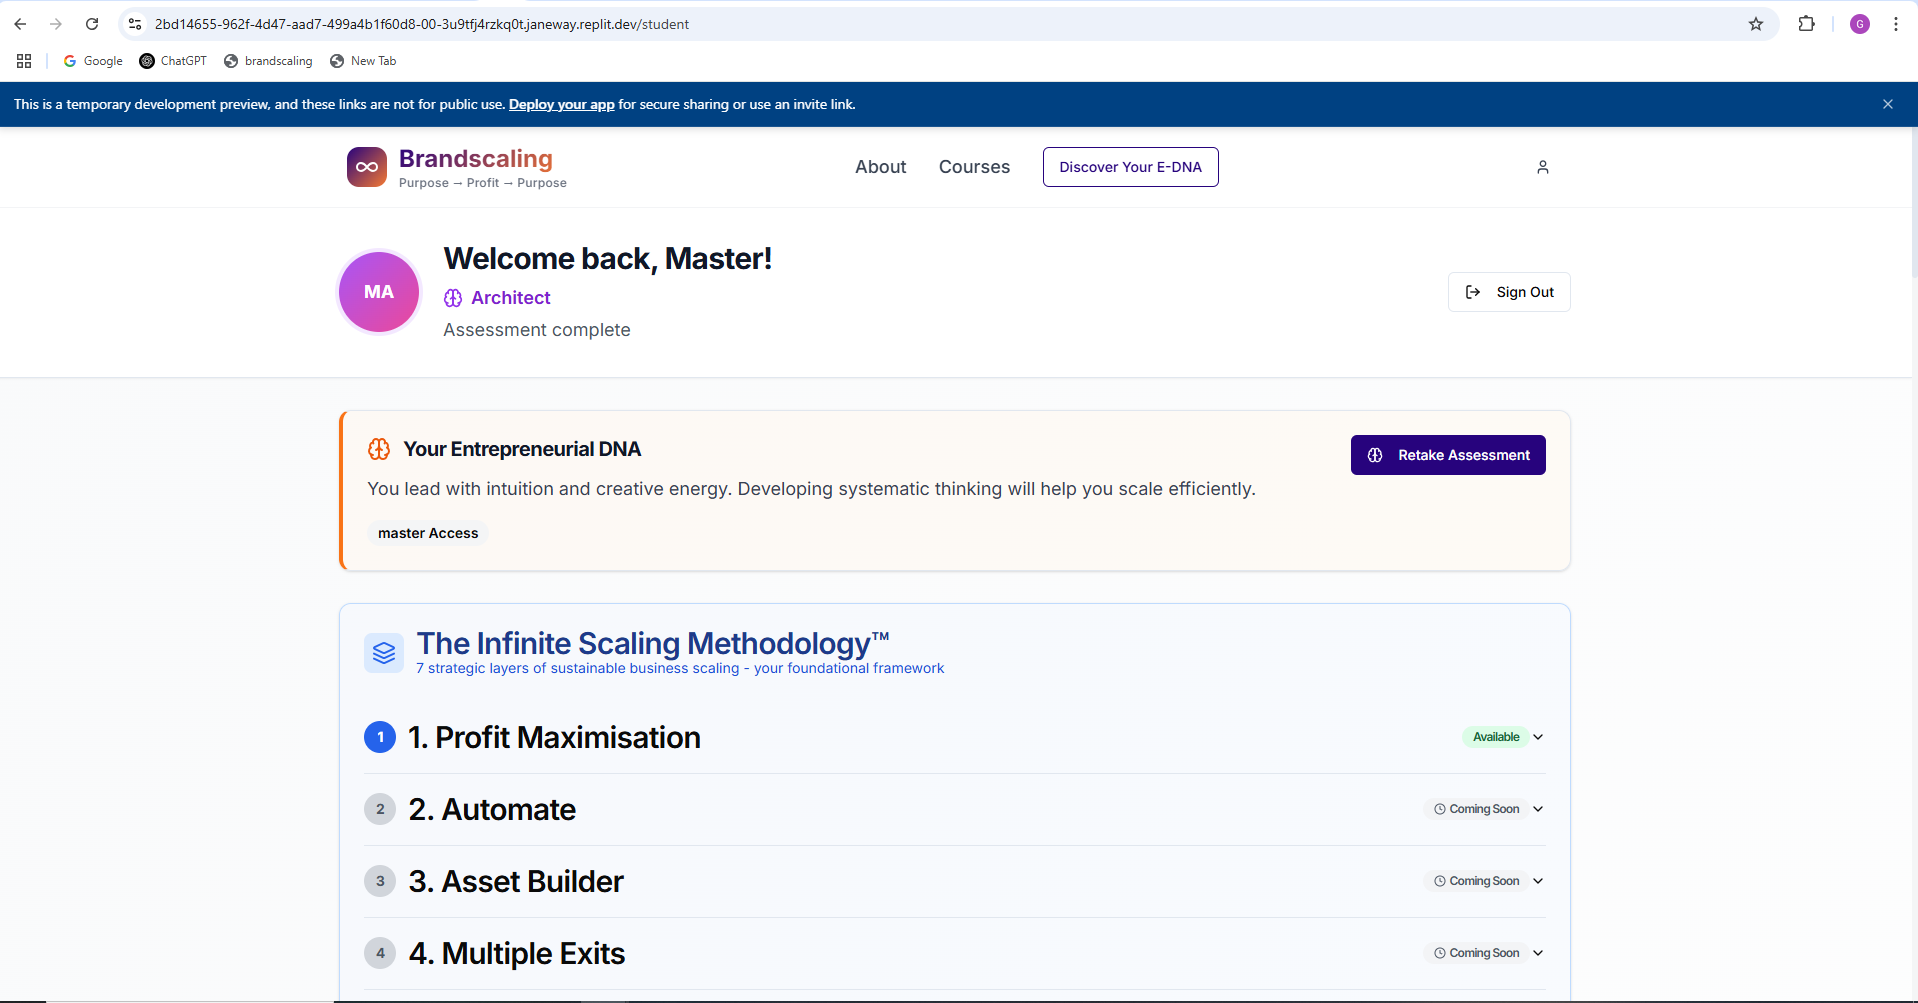 2bd14655-962f-4d47-aad7-499a4b1f60d8-00-3u9tfj4rzkq0t.janeway.replit.dev/student
G
Google
ChatGPT
brandscaling
New Tab
This is a temporary development preview, and these links are not for public use. Deploy your app for secure sharing or use an invite link.
Brandscaling
Purpose → Profit → Purpose
About
Courses
Discover Your E-DNA
MA
Welcome back, Master!
Architect
Assessment complete
Sign Out
Your Entrepreneurial DNA
Retake Assessment
You lead with intuition and creative energy. Developing systematic thinking will help you scale efficiently.
master Access
The Infinite Scaling Methodology™
7 strategic layers of sustainable business scaling - your foundational framework
1 1. Profit Maximisation Available
2 2. Automate Coming Soon
3 3. Asset Builder Coming Soon
4 4. Multiple Exits Coming Soon